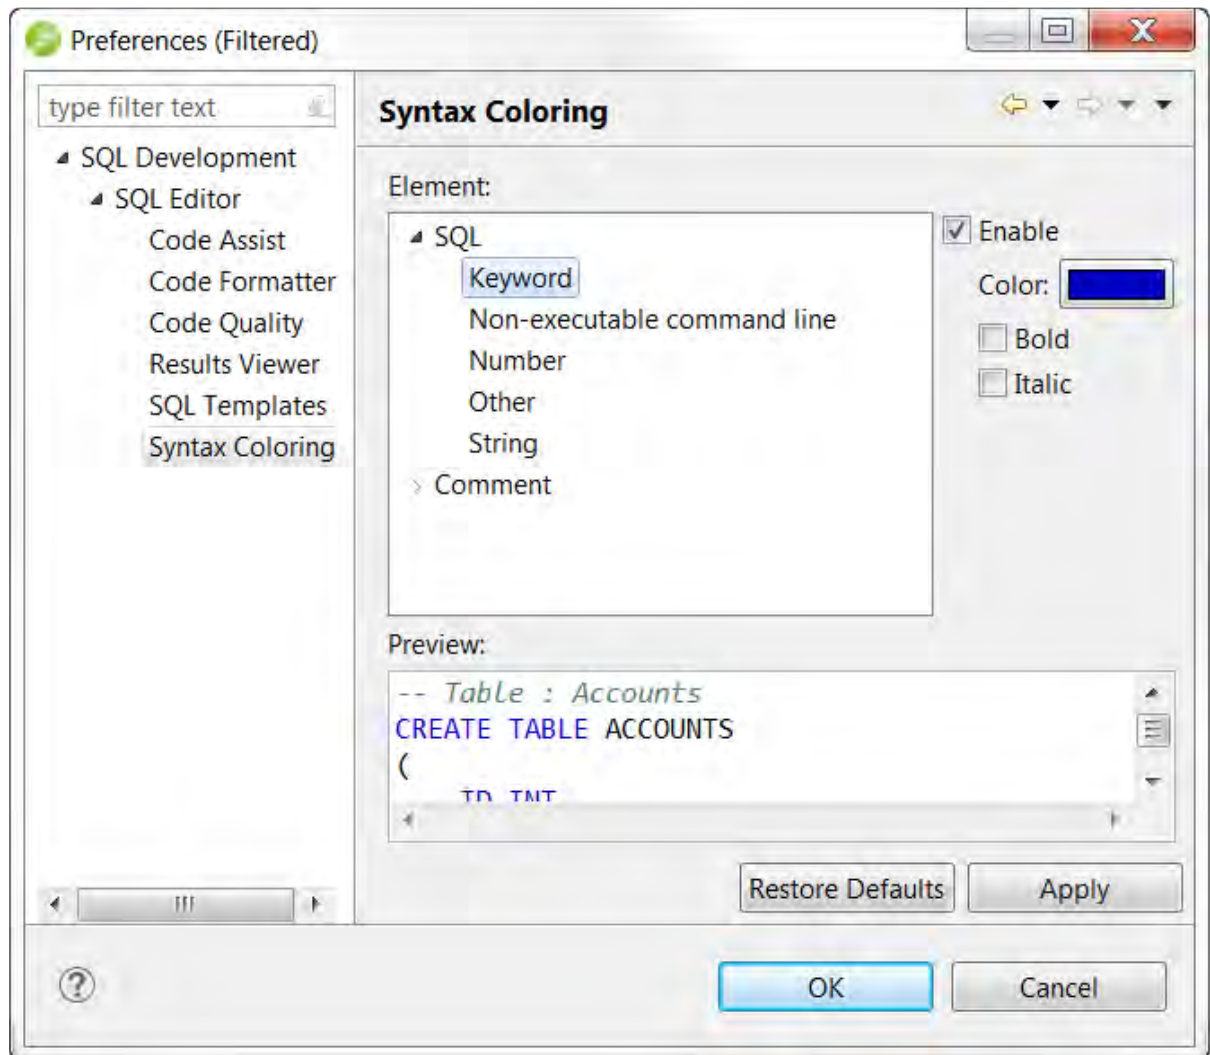 Preferences (Filtered)
type filter text
SQL Development
SQL Editor
Code Assist
Code Formatter
Code Quality
Results Viewer
SQL Templates
Syntax Coloring
Syntax Coloring
Element:
SQL
Keyword
Non-executable command line
Number
Other
String
Comment
Enable
Color:
Bold
Italic
Preview:
-- Table : Accounts
CREATE TABLE ACCOUNTS
(
ID INT
Restore Defaults
Apply
OK
Cancel